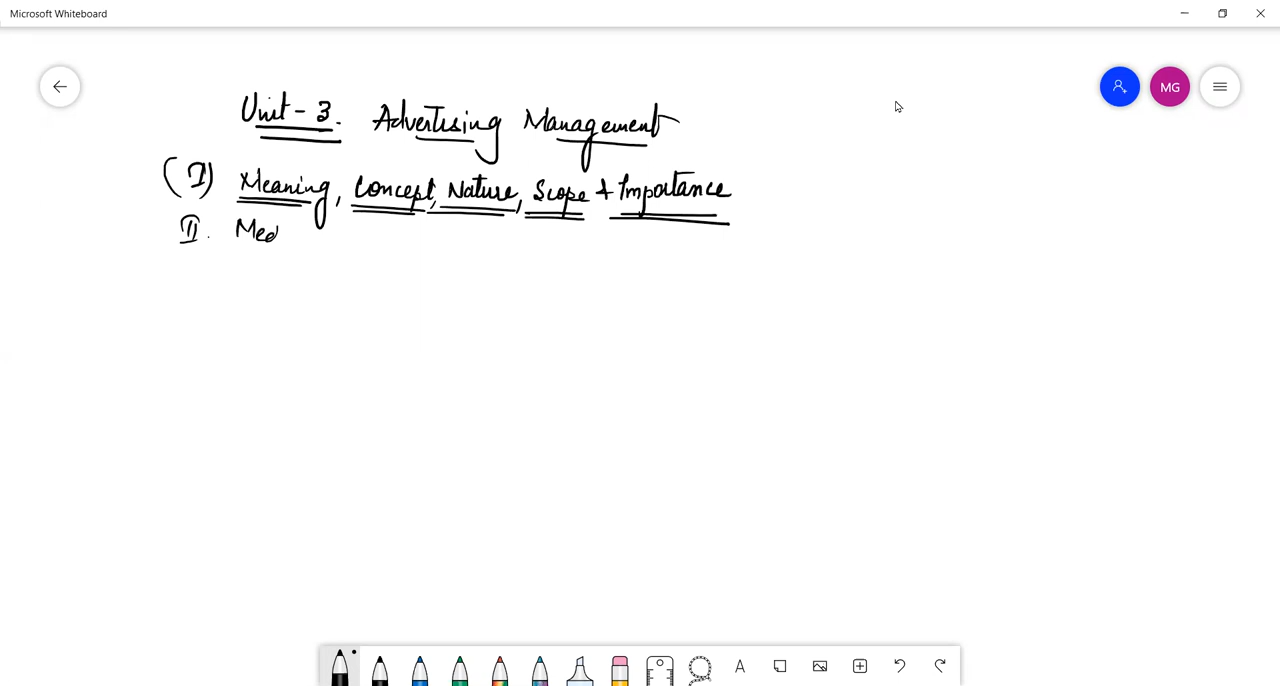 Microsoft Whiteboard
MG
Unit - 3. Advertising Management
(I) Meaning, Concept, Nature, Scope & Importance
II. Med
A